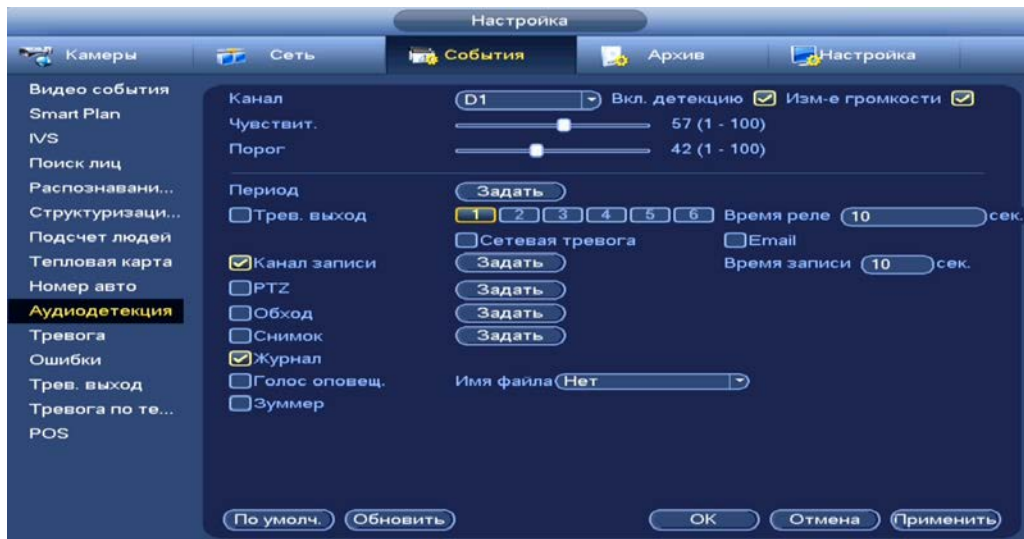 Настройка
Камеры Сеть События Архив Настройка
Видео события
Smart Plan
IVS
Поиск лиц
Распознавани...
Структуризаци...
Подсчет людей
Тепловая карта
Номер авто
Аудиодетекция
Тревога
Ошибки
Трев. выход
Тревога по те...
POS
Канал D1 Вкл. детекцию Изм-е громкости
Чувствит. 57 (1 - 100)
Порог 42 (1 - 100)
Период Задать
Трев. выход 1 2 3 4 5 6 Время реле 10 сек.
Сетевая тревога Email
Канал записи Задать Время записи 10 сек.
PTZ Задать
Обход Задать
Снимок Задать
Журнал
Голос оповещ. Имя файла Нет
Зуммер
По умолч. Обновить OK Отмена Применить